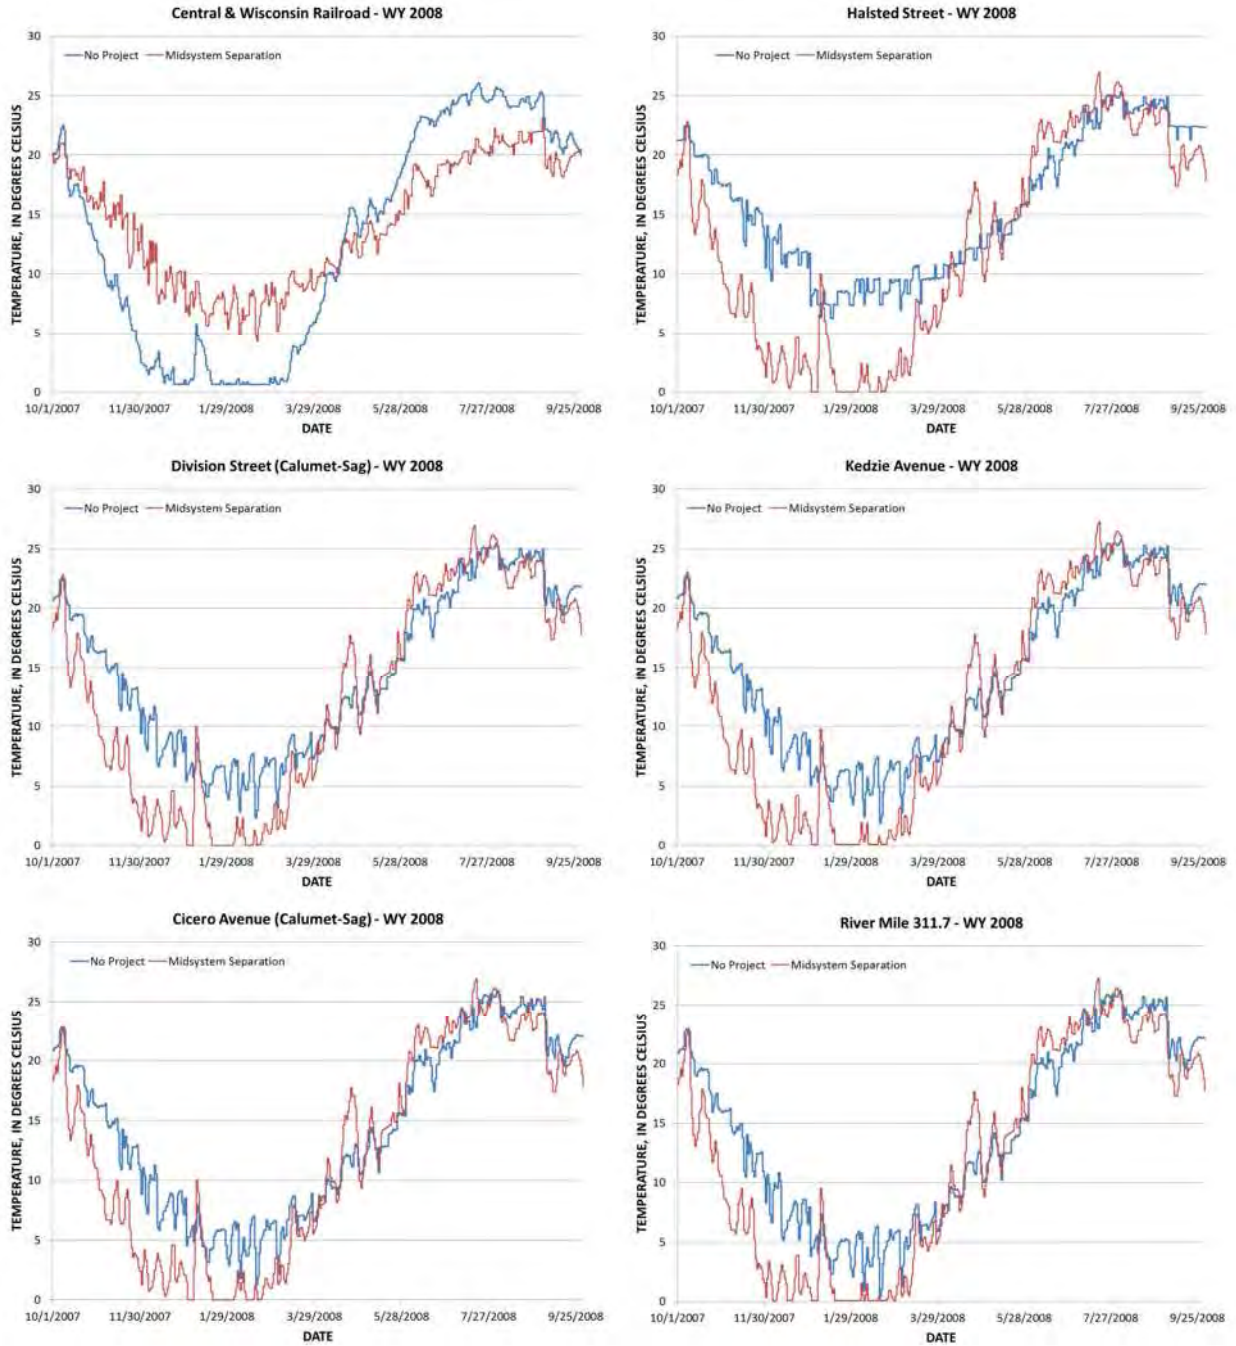 Central & Wisconsin Railroad - WY 2008
No Project Midsystem Separation
TEMPERATURE, IN DEGREES CELSIUS
30
25
20
15
10
5
0
10/1/2007 11/30/2007 1/29/2008 3/29/2008 5/28/2008 7/27/2008 9/25/2008
DATE
Halsted Street - WY 2008
No Project Midsystem Separation
TEMPERATURE, IN DEGREES CELSIUS
30
25
20
15
10
5
0
10/1/2007 11/30/2007 1/29/2008 3/29/2008 5/28/2008 7/27/2008 9/25/2008
DATE
Division Street (Calumet-Sag) - WY 2008
No Project Midsystem Separation
TEMPERATURE, IN DEGREES CELSIUS
30
25
20
15
10
5
0
10/1/2007 11/30/2007 1/29/2008 3/29/2008 5/28/2008 7/27/2008 9/25/2008
DATE
Kedzie Avenue - WY 2008
No Project Midsystem Separation
TEMPERATURE, IN DEGREES CELSIUS
30
25
20
15
10
5
0
10/1/2007 11/30/2007 1/29/2008 3/29/2008 5/28/2008 7/27/2008 9/25/2008
DATE
Cicero Avenue (Calumet-Sag) - WY 2008
No Project Midsystem Separation
TEMPERATURE, IN DEGREES CELSIUS
30
25
20
15
10
5
0
10/1/2007 11/30/2007 1/29/2008 3/29/2008 5/28/2008 7/27/2008 9/25/2008
DATE
River Mile 311.7 - WY 2008
No Project Midsystem Separation
TEMPERATURE, IN DEGREES CELSIUS
30
25
20
15
10
5
0
10/1/2007 11/30/2007 1/29/2008 3/29/2008 5/28/2008 7/27/2008 9/25/2008
DATE